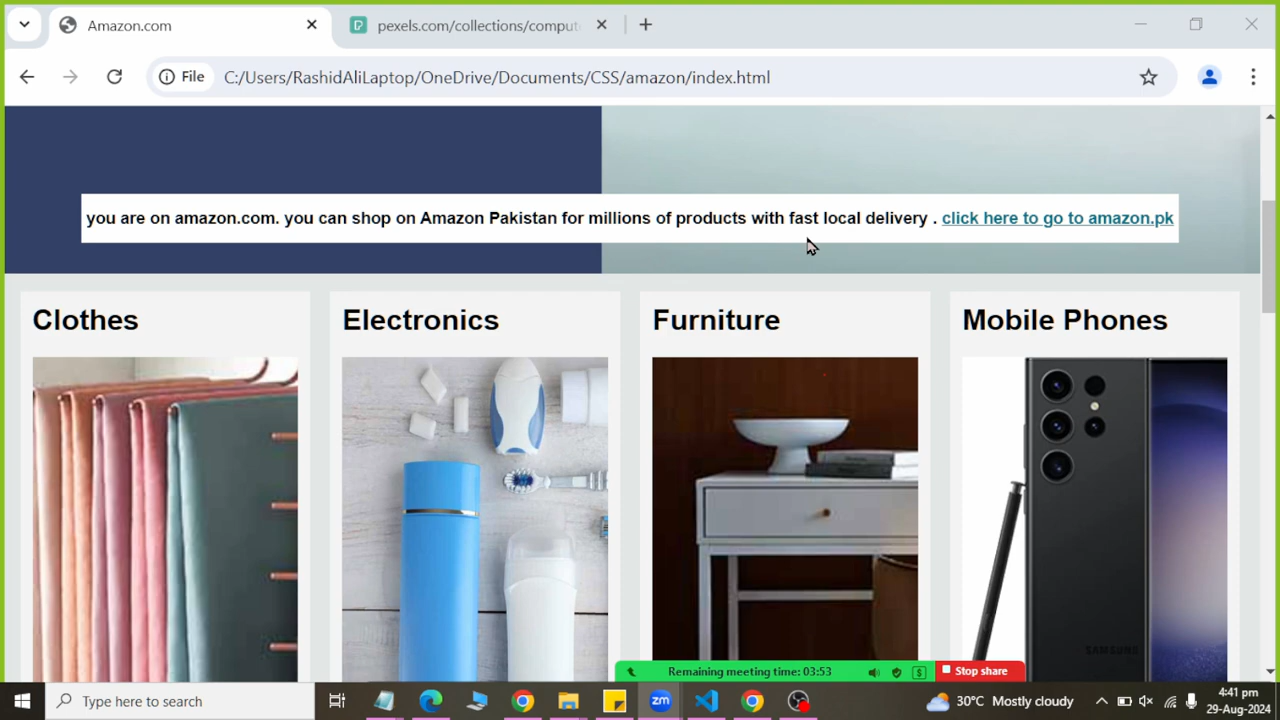 Amazon.com
pexels.com/collections/comput
File
C:/Users/RashidAliLaptop/OneDrive/Documents/CSS/amazon/index.html
you are on amazon.com. you can shop on Amazon Pakistan for millions of products with fast local delivery . click here to go to amazon.pk
Clothes
Electronics
Furniture
Mobile Phones
SAMSUNG
Remaining meeting time: 03:53
Stop share
Type here to search
zm
30°C Mostly cloudy
4:41 pm
29-Aug-2024